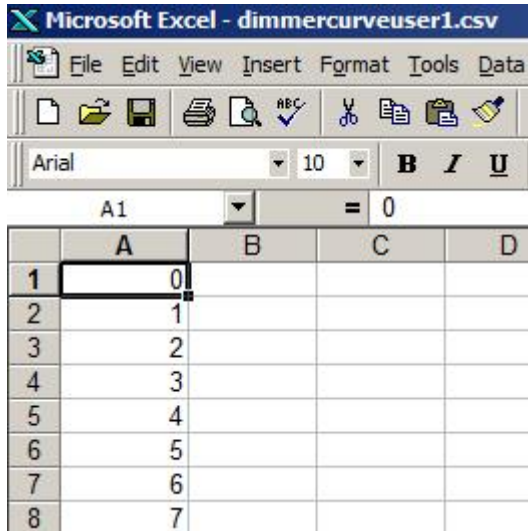 Microsoft Excel - dimmercurveuser1.csv
File Edit View Insert Format Tools Data
ABC
Arial 10 B I U
A1 = 0
A B C D
1 0
2 1
3 2
4 3
5 4
6 5
7 6
8 7